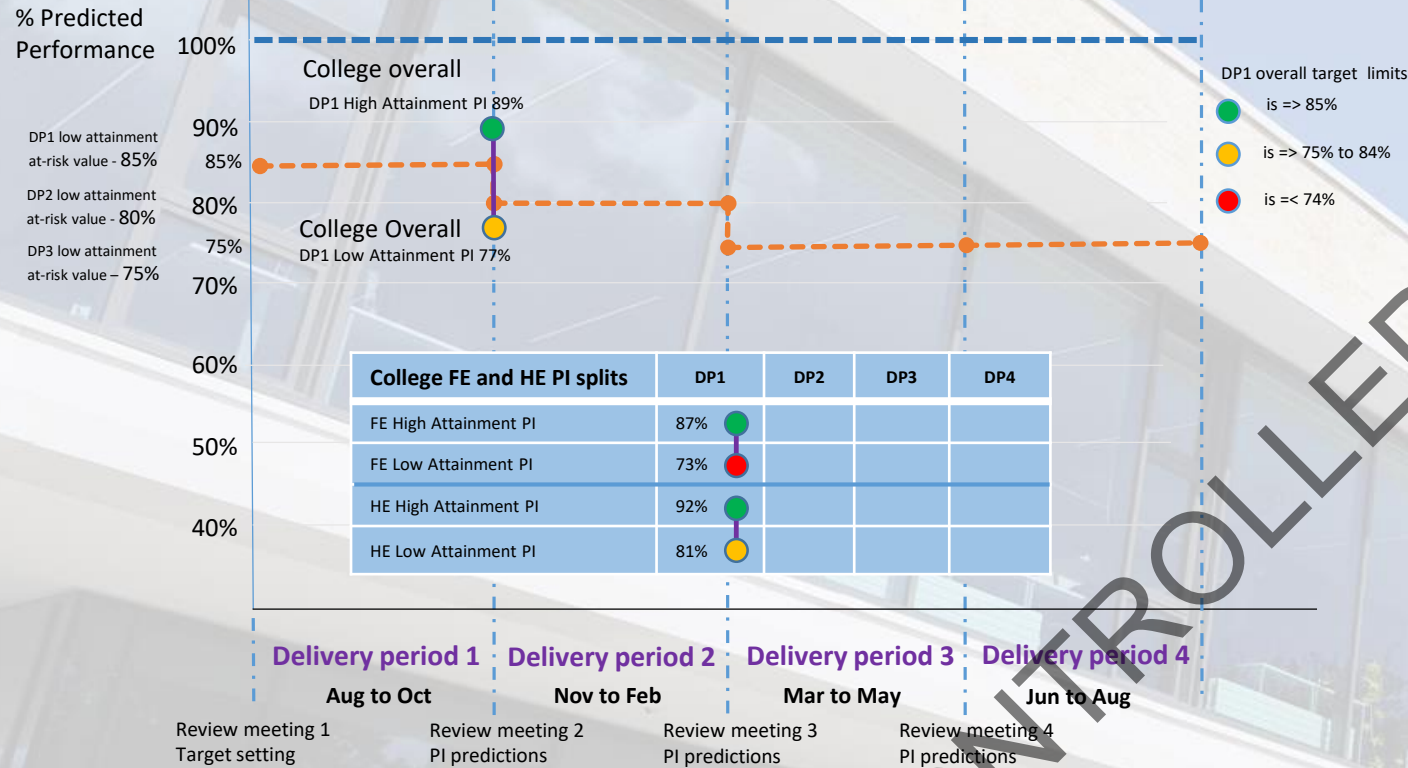 % Predicted
Performance
100%
90%
85%
80%
75%
70%
60%
50%
40%
DP1 low attainment
at-risk value - 85%
DP2 low attainment
at-risk value - 80%
DP3 low attainment
at-risk value – 75%
College overall
DP1 High Attainment PI 89%
College Overall
DP1 Low Attainment PI 77%
DP1 overall target limits
is => 85%
is => 75% to 84%
is =< 74%
College FE and HE PI splits DP1 DP2 DP3 DP4
FE High Attainment PI 87%
FE Low Attainment PI 73%
HE High Attainment PI 92%
HE Low Attainment PI 81%
Delivery period 1 Delivery period 2 Delivery period 3 Delivery period 4
Aug to Oct Nov to Feb Mar to May Jun to Aug
Review meeting 1 Review meeting 2 Review meeting 3 Review meeting 4
Target setting PI predictions PI predictions PI predictions
NTROLLED